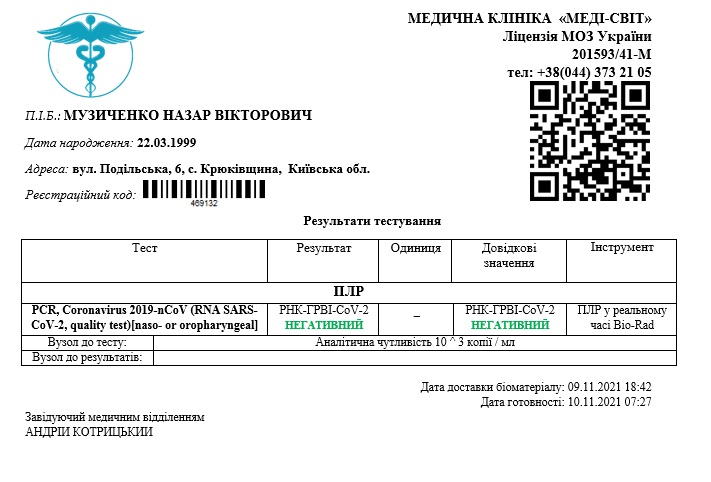 МЕДИЧНА КЛІНІКА «МЕДІ-СВІТ»
Ліцензія МОЗ України
201593/41-М
тел: +38(044) 373 21 05
П.І.Б.: МУЗИЧЕНКО НАЗАР ВІКТОРОВИЧ
Дата народження: 22.03.1999
Адреса: вул. Подільська, 6, с. Крюківщина, Київська обл.
Реєстраційний код:
469132
Результати тестування
Тест Результат Одиниця Довідкові значення Інструмент
ПЛР
PCR, Coronavirus 2019-nCoV (RNA SARS- РНК-ГРВІ-CoV-2 – РНК-ГРВІ-CoV-2 ПЛР у реальному
CoV-2, quality test)[naso- or oropharyngeal] НЕГАТИВНИЙ НЕГАТИВНИЙ часі Bio-Rad
Вузол до тесту: Аналітична чутливість 10 ^ 3 копії / мл
Вузол до результатів:
Дата доставки біоматеріалу: 09.11.2021 18:42
Дата готовності: 10.11.2021 07:27
Завідуючий медичним відділенням
АНДРІЙ КОТРИЦЬКИЙ